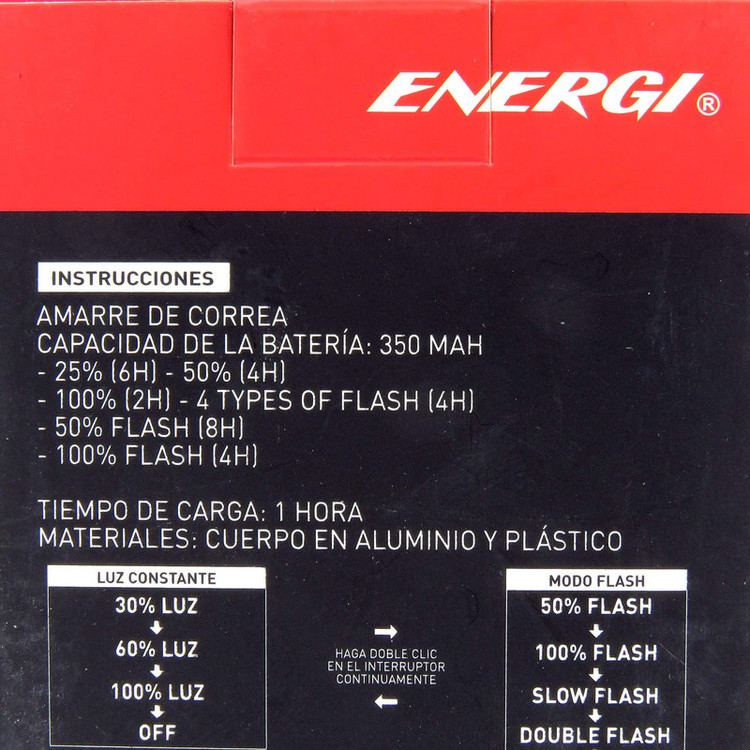 ENERGI®
INSTRUCCIONES
AMARRE DE CORREA
CAPACIDAD DE LA BATERÍA: 350 MAH
- 25% (6H) - 50% (4H)
- 100% (2H) - 4 TYPES OF FLASH (4H)
- 50% FLASH (8H)
- 100% FLASH (4H)
TIEMPO DE CARGA: 1 HORA
MATERIALES: CUERPO EN ALUMINIO Y PLÁSTICO
LUZ CONSTANTE
30% LUZ
60% LUZ
100% LUZ
OFF
HAGA DOBLE CLIC
EN EL INTERRUPTOR
CONTINUAMENTE
MODO FLASH
50% FLASH
100% FLASH
SLOW FLASH
DOUBLE FLASH